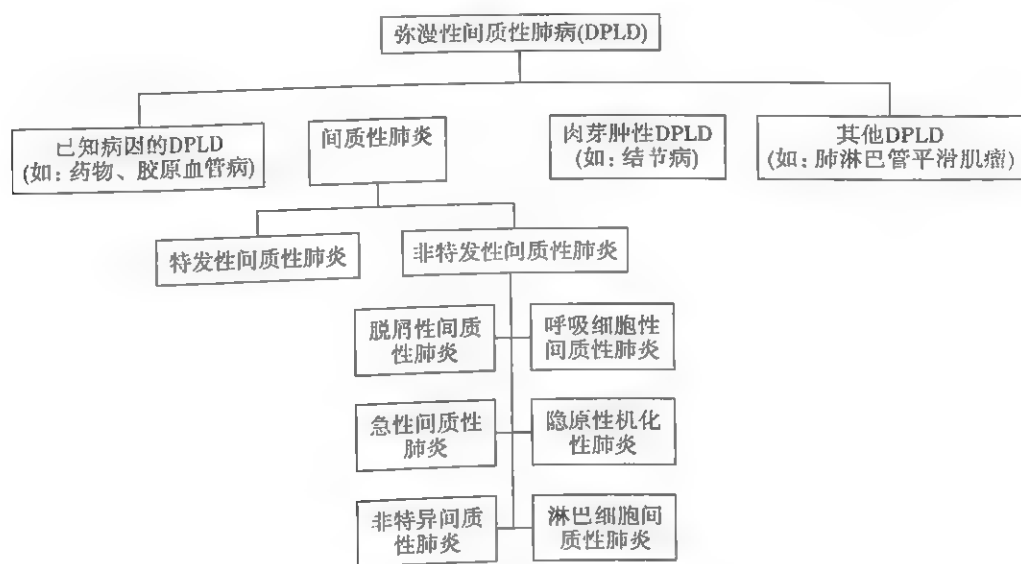 弥漫性间质性肺病(DPLD)
已知病因的DPLD
(如：药物、胶原血管病)
间质性肺炎
肉芽肿性DPLD
(如：结节病)
其他DPLD
(如：肺淋巴管平滑肌瘤)
特发性间质性肺炎
非特发性间质性肺炎
脱屑性间质
性肺炎
呼吸细胞性
间质性肺炎
急性间质性
肺炎
隐原性机化
性肺炎
非特异间质
性肺炎
淋巴细胞间
质性肺炎